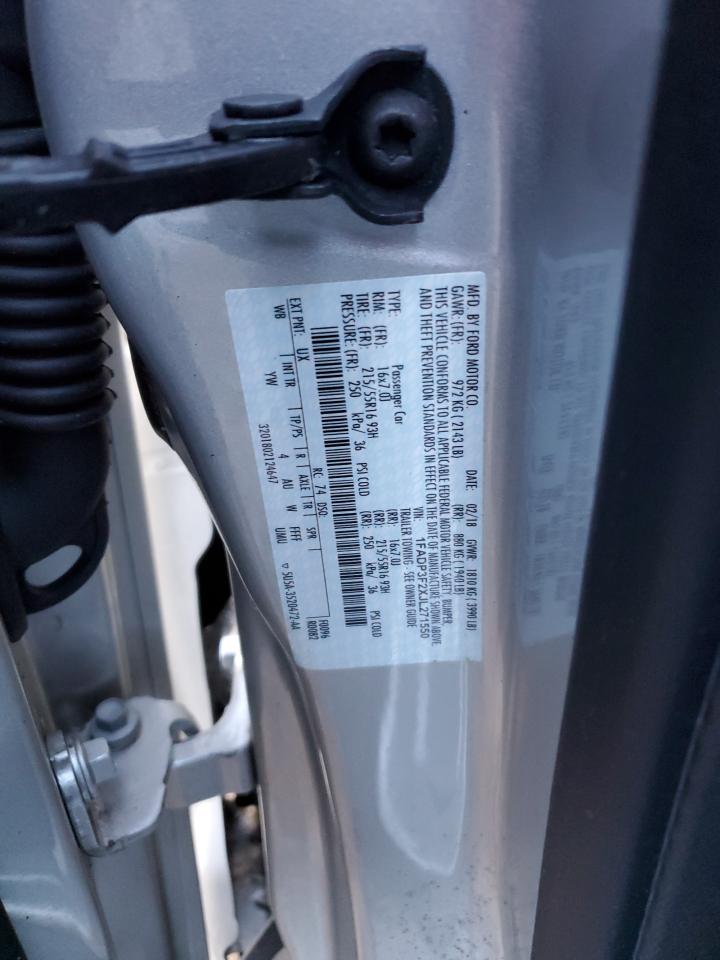 MFD. BY FORD MOTOR CO.
DATE: 02/18 GVWR: 1810 KG (3990 LB)
GAWR: (FR): 972 KG (2143 LB) (RR): 880 KG (1940 LB)
THIS VEHICLE CONFORMS TO ALL APPLICABLE FEDERAL MOTOR VEHICLE SAFETY, BUMPER,
AND THEFT PREVENTION STANDARDS IN EFFECT ON THE DATE OF MANUFACTURE SHOWN ABOVE.
VIN: 1FADP3F2XJL271550
TYPE: Passenger Car TRAILER TOWING - SEE OWNER GUIDE
RIM: (FR): 16x7.0J (RR): 16x7.0J
TIRE: (FR): 215/55R16 93H (RR): 215/55R16 93H
PRESSURE: (FR): 250 kPa/ 36 PSI COLD (RR): 250 kPa/ 36 PSI COLD
EXT PNT: UX RC: 74 DSO: F0096
R0082
WB INT TR TP/PS R AXLE TR SPR
YW 4 AU W FFFF UMU
3201802124647 ▽ 5U5A-3520472-AA